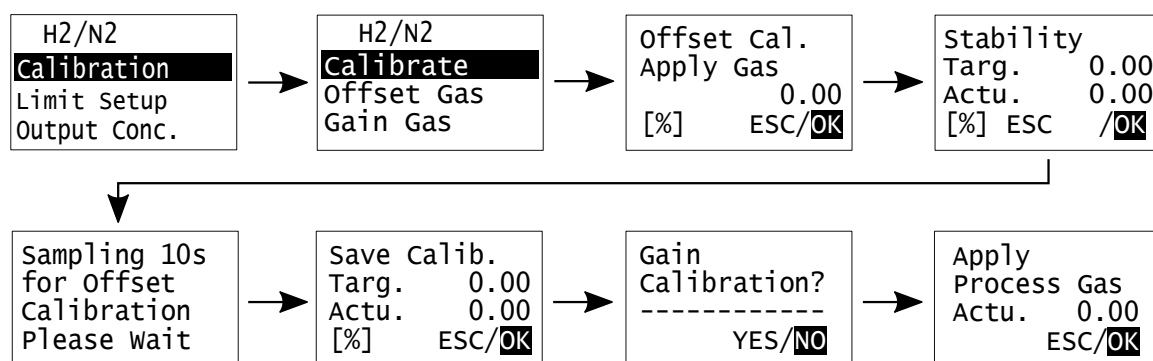 H2/N2
Calibration
Limit Setup
Output Conc.
H2/N2
Calibrate
Offset Gas
Gain Gas
Offset Cal.
Apply Gas
0.00
[%] ESC/OK
Stability
Targ. 0.00
Actu. 0.00
[%] ESC /OK
Sampling 10s
for Offset
Calibration
Please Wait
Save Calib.
Targ. 0.00
Actu. 0.00
[%] ESC/OK
Gain
Calibration?
------------
YES/NO
Apply
Process Gas
Actu. 0.00
ESC/OK